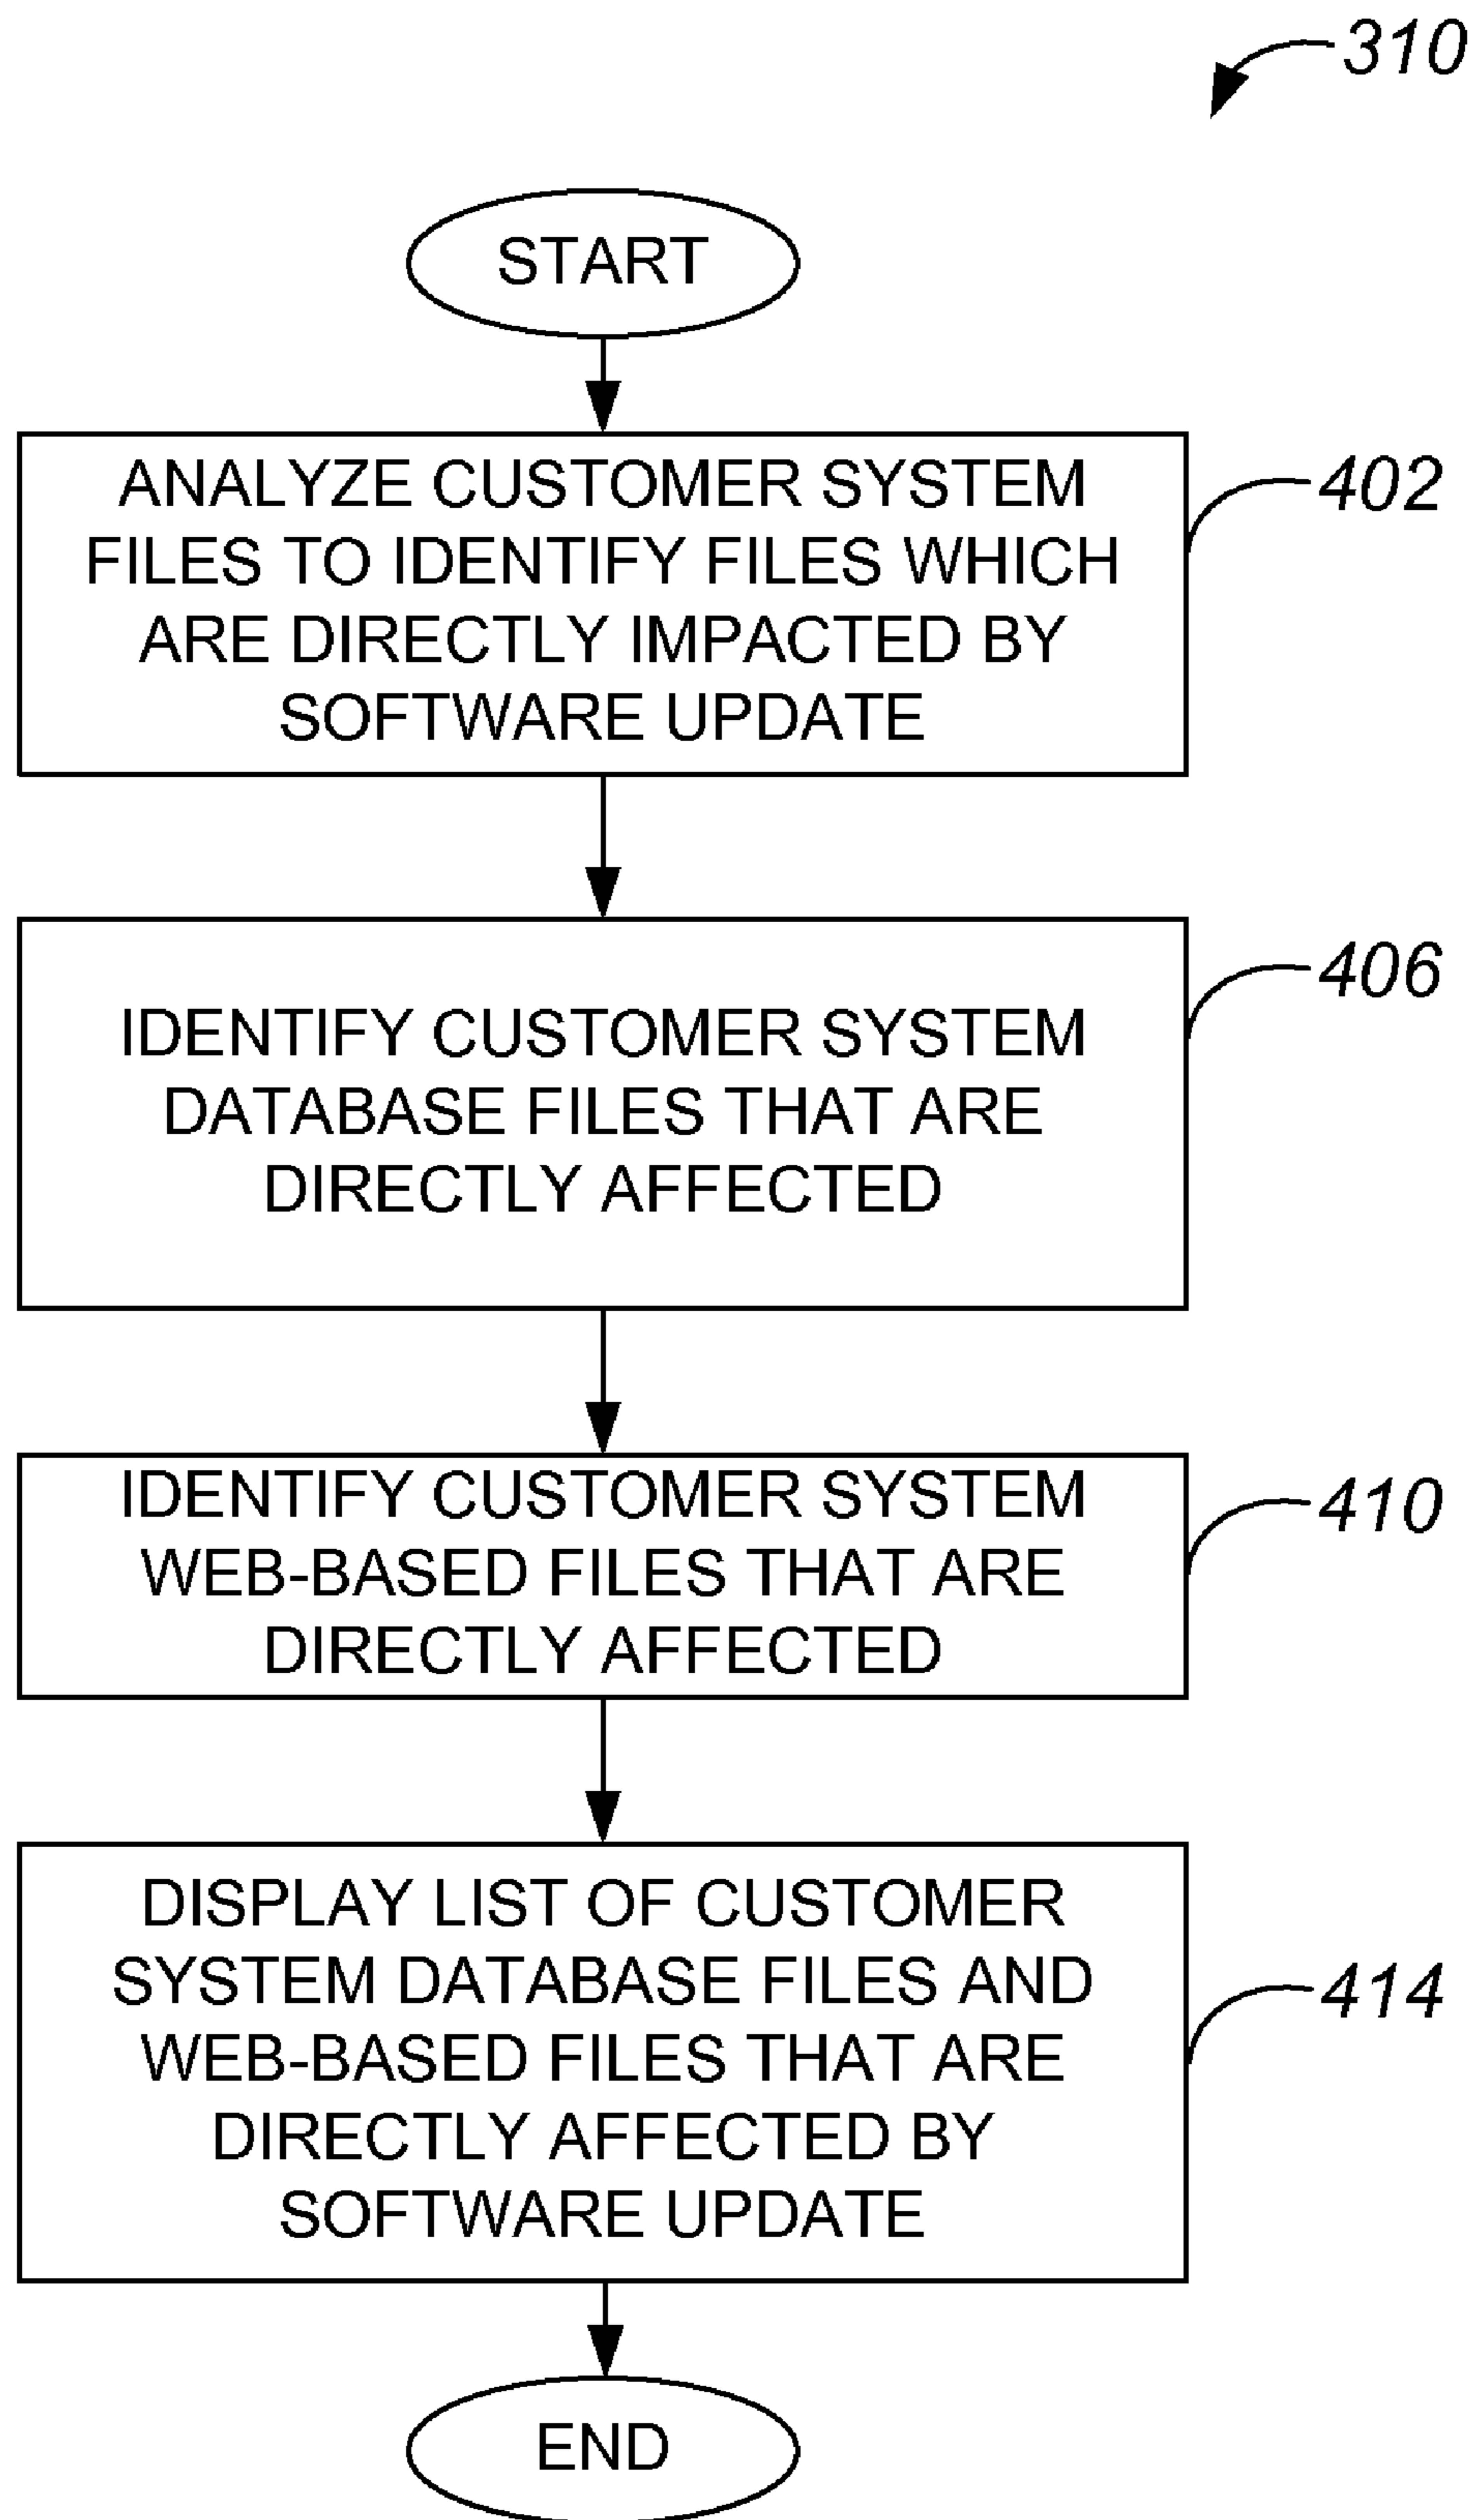 310
START
ANALYZE CUSTOMER SYSTEM
FILES TO IDENTIFY FILES WHICH
ARE DIRECTLY IMPACTED BY
SOFTWARE UPDATE
402
IDENTIFY CUSTOMER SYSTEM
DATABASE FILES THAT ARE
DIRECTLY AFFECTED
406
IDENTIFY CUSTOMER SYSTEM
WEB-BASED FILES THAT ARE
DIRECTLY AFFECTED
410
DISPLAY LIST OF CUSTOMER
SYSTEM DATABASE FILES AND
WEB-BASED FILES THAT ARE
DIRECTLY AFFECTED BY
SOFTWARE UPDATE
414
END